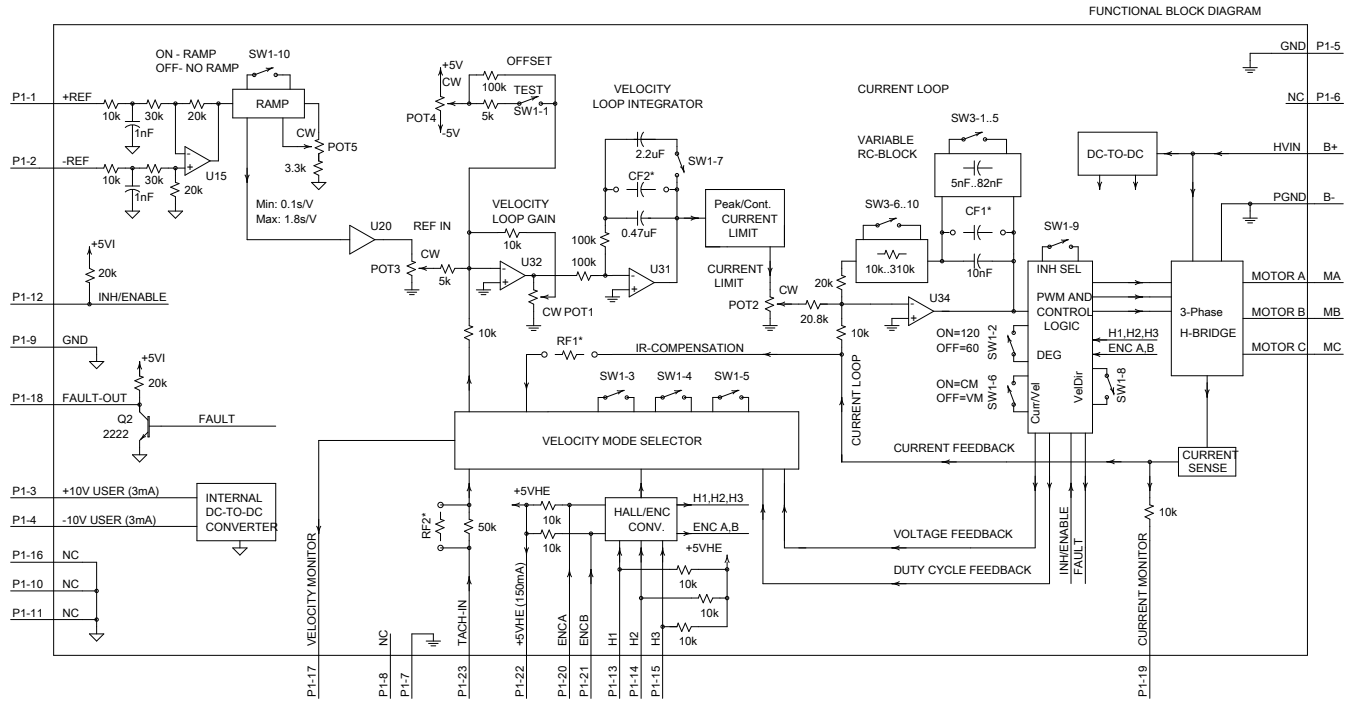 FUNCTIONAL BLOCK DIAGRAM
P1-1
+REF
10k
30k
20k
1nF
P1-2
-REF
10k
30k
1nF
20k
U15
ON - RAMP
OFF- NO RAMP
SW1-10
RAMP
CW
POT5
3.3k
Min: 0.1s/V
Max: 1.8s/V
+5VI
20k
P1-12
INH/ENABLE
P1-9
GND
+5VI
20k
P1-18
FAULT-OUT
Q2
2222
FAULT
P1-3
+10V USER (3mA)
P1-4
-10V USER (3mA)
INTERNAL
DC-TO-DC
CONVERTER
P1-16
NC
P1-10
NC
P1-11
NC
+5V
CW
POT4
-5V
OFFSET
100k
TEST
5k
SW1-1
U20
REF IN
CW
POT3
5k
VELOCITY
LOOP GAIN
10k
U32
CW POT1
10k
VELOCITY
LOOP INTEGRATOR
2.2uF
SW1-7
CF2*
0.47uF
100k
100k
U31
Peak/Cont.
CURRENT
LIMIT
CURRENT
LIMIT
CW
POT2
20.8k
CURRENT LOOP
VARIABLE
RC-BLOCK
SW3-1..5
5nF..82nF
SW3-6..10
10k..310k
CF1*
10nF
20k
U34
10k
CURRENT LOOP
RF1*
IR-COMPENSATION
SW1-3
SW1-4
SW1-5
VELOCITY MODE SELECTOR
SW1-9
INH SEL
PWM AND
CONTROL
LOGIC
ON=120
OFF=60
SW1-2
DEG
ON=CM
OFF=VM
SW1-6
Curr/Vel
VelDir
SW1-8
H1,H2,H3
ENC A,B
DC-TO-DC
3-Phase
H-BRIDGE
GND
P1-5
NC
P1-6
HVIN
B+
PGND
B-
MOTOR A
MA
MOTOR B
MB
MOTOR C
MC
CURRENT FEEDBACK
CURRENT
SENSE
10k
VOLTAGE FEEDBACK
DUTY CYCLE FEEDBACK
INH/ENABLE
FAULT
CURRENT MONITOR
P1-19
RF2*
50k
+5VHE
10k
10k
HALL/ENC
CONV.
H1,H2,H3
ENC A,B
+5VHE
10k
10k
10k
VELOCITY MONITOR
P1-17
NC
P1-8
P1-7
TACH-IN
P1-23
+5VHE (150mA)
P1-22
ENCA
P1-20
ENCB
P1-21
H1
P1-13
H2
P1-14
H3
P1-15